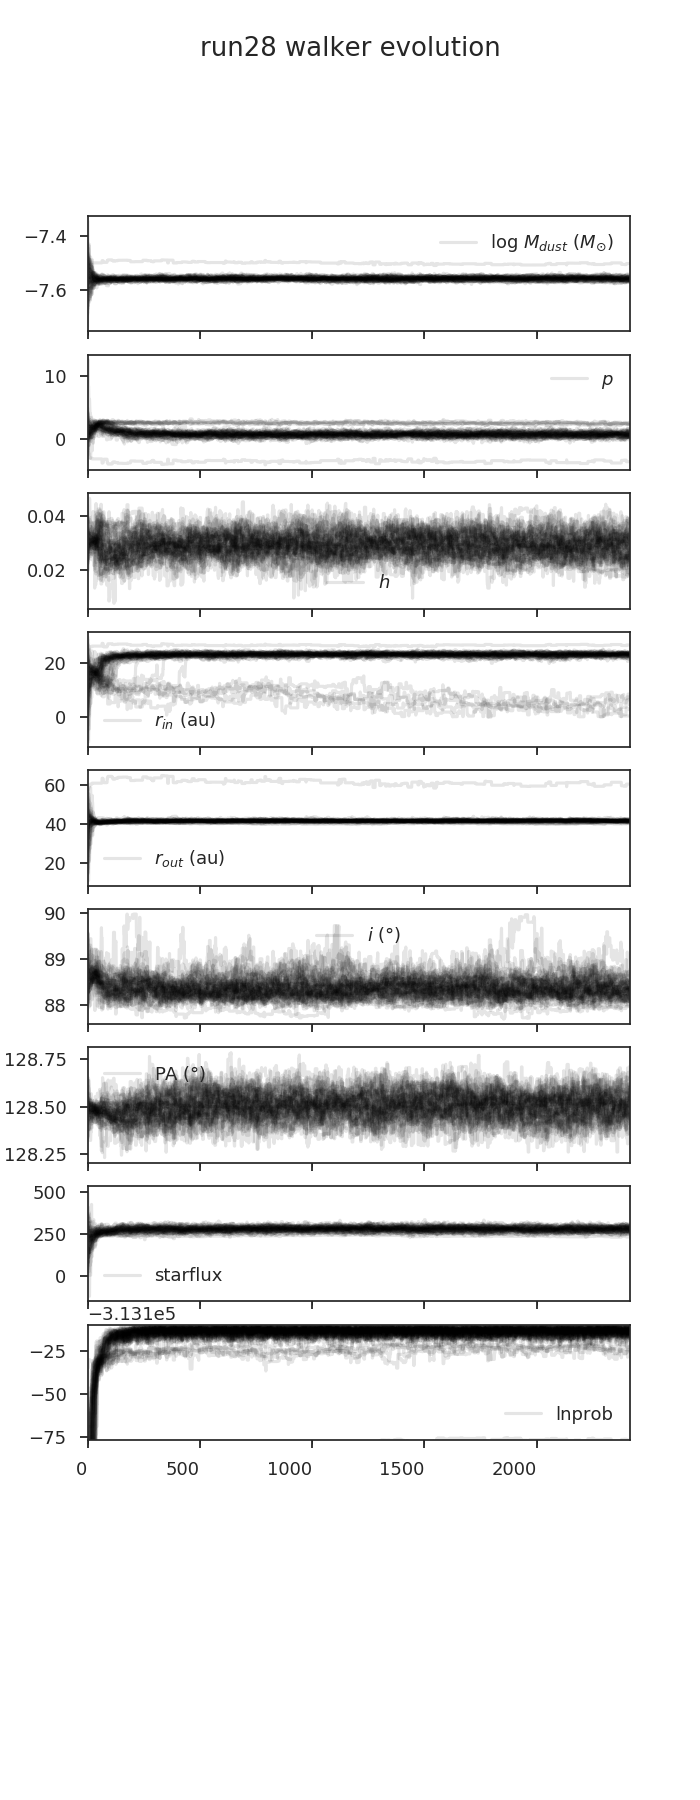 run28 walker evolution
−7.4
log M_dust (M_⊙)
−7.6
10
p
0
0.04
0.02
h
20
0
r_in (au)
60
40
20
r_out (au)
90
i (°)
89
88
128.75
PA (°)
128.50
128.25
500
250
0
starflux
−3.131e5
−25
−50
lnprob
−75
0 500 1000 1500 2000